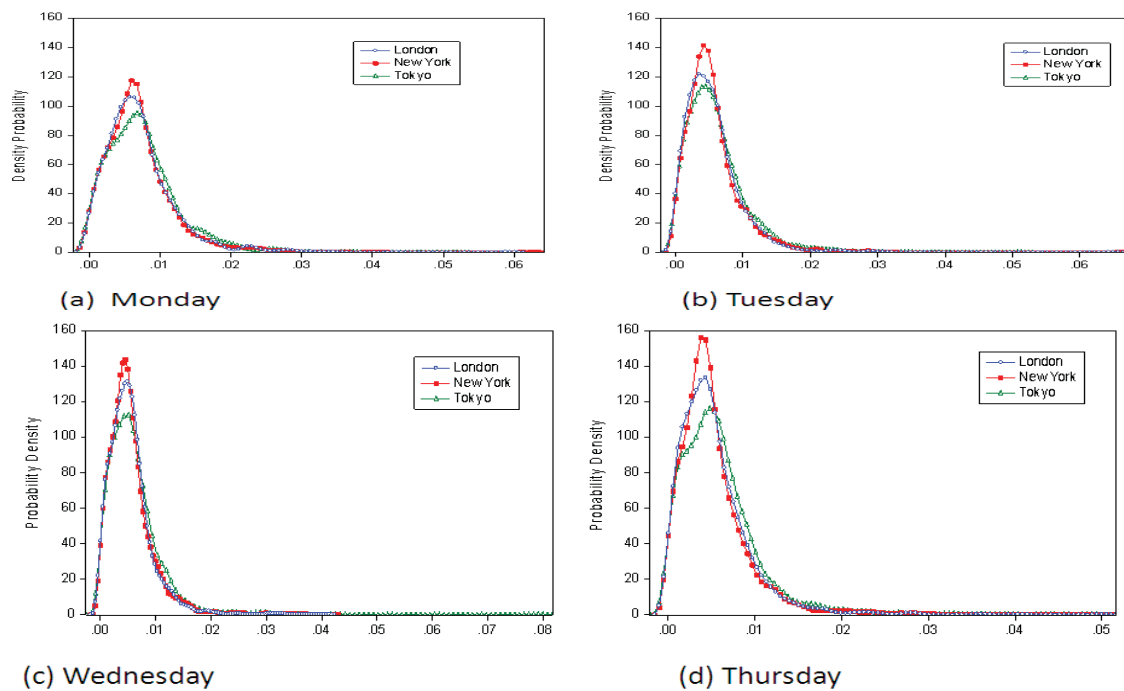 160
140
120
100
80
60
40
20
0
Density Probability
London
New York
Tokyo
.00 .01 .02 .03 .04 .05 .06
(a) Monday
160
140
120
100
80
60
40
20
0
Density Probability
London
New York
Tokyo
.00 .01 .02 .03 .04 .05 .06
(b) Tuesday
160
140
120
100
80
60
40
20
0
Probability Density
London
New York
Tokyo
.00 .01 .02 .03 .04 .05 .06 .07 .08
(c) Wednesday
160
140
120
100
80
60
40
20
0
Probability Density
London
New York
Tokyo
.00 .01 .02 .03 .04 .05
(d) Thursday